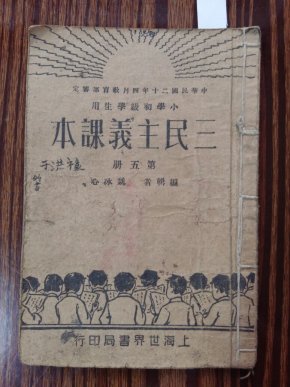 中華民國二十年四月教育部審定
小學初級學生用
三民主義課本
第五冊
編輯者 魏冰心
上海世界書局印行